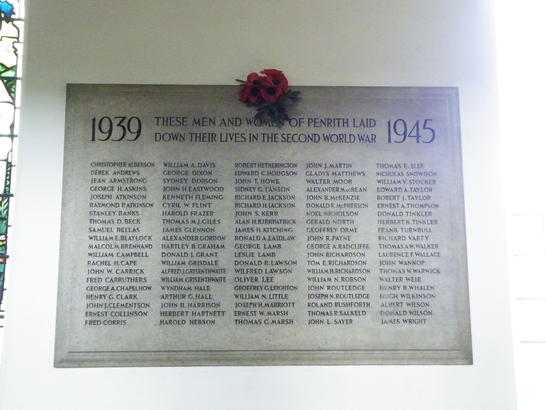 1939 THESE MEN AND WOMEN OF PENRITH LAID 1945
DOWN THEIR LIVES IN THE SECOND WORLD WAR
CHRISTOPHER ALDERSON
DEREK ANDREWS
JEAN ARMSTRONG
GEORGE H. ASKINS
JOSEPH ATKINSON
RAYMOND BATKINSON
STANLEY BANKS
THOMAS D. BECK
SAMUEL BELLAS
WILLIAM E. BLAYLOCK
MALCOLM BRENNAND
WILLIAM CAMPBELL
RACHEL H. CAPE
JOHN W. CARRICK
FRED CARRUTHERS
GEORGE A. CHAPELHOW
HENRY G. CLARK
JOHN J. CLEMENTSON
ERNEST COLLINSON
FRED CORRIS
WILLIAM A. DAVIS
GEORGE DIXON
SYDNEY DOBSON
JOHN H. EASTWOOD
KENNETH FLEMING
CYRIL W. FLINT
HAROLD FRAZER
THOMAS M.J. GILES
JAMES GLENNON
ALEXANDER GORDON
HARTLEY B. GRAHAM
DONALD J. GRANT
WILLIAM GRISDALE
ALFRED J. GRISENTHWAITE
WILLIAM GRISENTHWAITE
WYNDHAM HALL
ARTHUR G. HALL
JOHN B. HARRISON
HERBERT HARTNETT
HAROLD HEBSON
ROBERT HETHERINGTON
EDWARD C. HODGSON
JOHN T. HOWE
SIDNEY G. IANSON
RICHARD E. JACKSON
RICHARD H. JACKSON
JOHN S. KERR
ALAN H. KIRKPATRICK
JAMES H. KITCHING
RONALD A. LAIDLAW
GEORGE LAMB
LESLIE LAMB
DONALD R. LAWSON
WILFRED LAWSON
OLIVER LEE
GEOFFREY G. LEIGHTON
WILLIAM N. LITTLE
JOSEPH H. MARRIOTT
ERNEST W. MARSH
THOMAS G. MARSH
JOHN J. MARTIN
GLADYS MATTHEWS
WALTER MOOR
ALEXANDER M. McBEAN
JOHN B. McKENZIE
DONALD R. McPHERSON
NOEL NICHOLSON
GERALD NORTH
GEOFFREY ORME
JOHN R. PAYNE
GEORGE A. RADCLIFFE
JOHN RICHARDSON
TOM E. RICHARDSON
WILLIAM H. RICHARDSON
WILLIAM N. ROBSON
JOHN ROUTLEDGE
JOSEPH N. ROUTLEDGE
ROLAND RUSHFORTH
THOMAS R. SALKELD
JOHN L. SAYER
THOMAS E. SLEE
NICHOLAS SNOWDON
WILLIAM V. STOCKER
EDWARD A. TAYLOR
ROBERT J. TAYLOR
ERNEST A. THOMPSON
DONALD TINKLER
HERBERT K. TINKLER
FRANK TURNBULL
RICHARD VARTY
THOMAS A.W. WALKER
LAURENCE F. WALLACE
JOHN WANNOP
THOMAS W. WARWICK
WALTER WEIR
HENRY B. WHALEN
HUGH WILKINSON
ALBERT WILSON
DONALD WILSON
JAMES WRIGHT